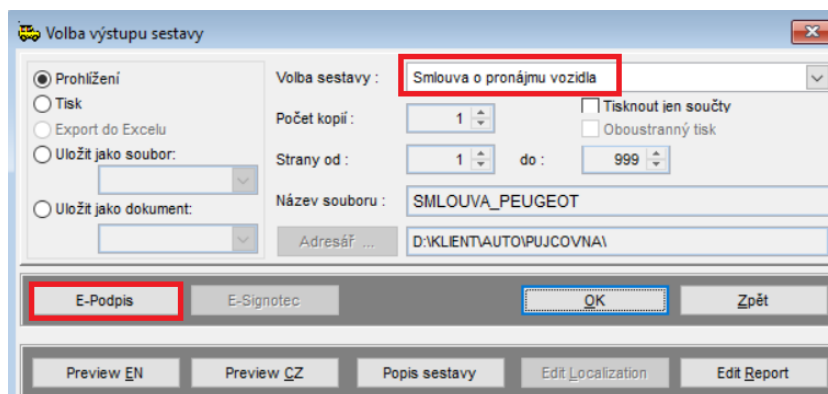 Volba výstupu sestavy
Prohlížení
Tisk
Export do Excelu
Uložit jako soubor:
Uložit jako dokument:
Volba sestavy : Smlouva o pronájmu vozidla
Počet kopií : 1
Tisknout jen součty
Oboustranný tisk
Strany od : 1 do : 999
Název souboru : SMLOUVA_PEUGEOT
Adresář ... D:\KLIENT\AUTO\PUJCOVNA\
E-Podpis E-Signotec OK Zpět
Preview EN Preview CZ Popis sestavy Edit Localization Edit Report